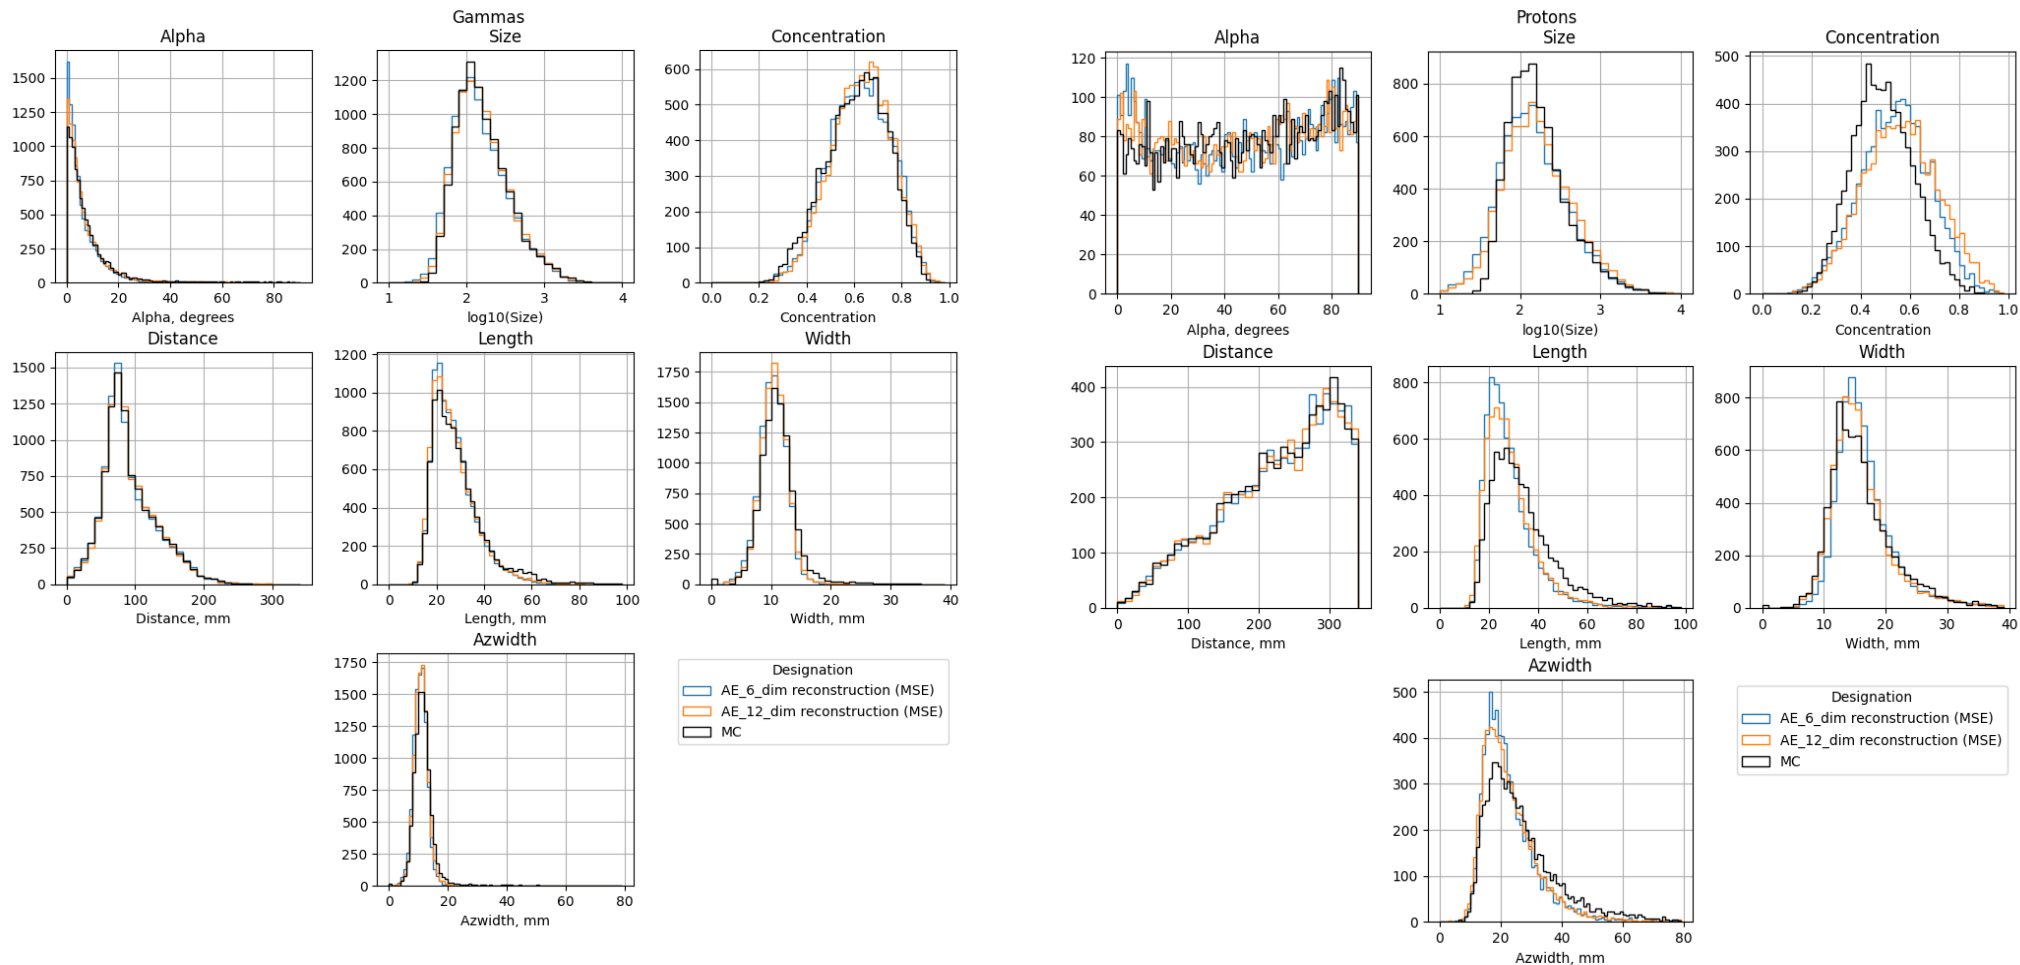 Gammas
Alpha
Size
Concentration
1500
1250
1000
750
500
250
0
0 20 40 60 80
Alpha, degrees
1200
1000
800
600
400
200
0
1 2 3 4
log10(Size)
600
500
400
300
200
100
0
0.0 0.2 0.4 0.6 0.8 1.0
Concentration
Distance
Length
Width
1500
1250
1000
750
500
250
0
0 100 200 300
Distance, mm
1200
1000
800
600
400
200
0
0 20 40 60 80 100
Length, mm
1750
1500
1250
1000
750
500
250
0
0 10 20 30 40
Width, mm
Azwidth
1750
1500
1250
1000
750
500
250
0
0 20 40 60 80
Azwidth, mm
Designation
AE_6_dim reconstruction (MSE)
AE_12_dim reconstruction (MSE)
MC
Protons
Alpha
Size
Concentration
120
100
80
60
40
20
0
0 20 40 60 80
Alpha, degrees
800
600
400
200
0
1 2 3 4
log10(Size)
500
400
300
200
100
0
0.0 0.2 0.4 0.6 0.8 1.0
Concentration
Distance
Length
Width
400
300
200
100
0
0 100 200 300
Distance, mm
800
600
400
200
0
0 20 40 60 80 100
Length, mm
800
600
400
200
0
0 10 20 30 40
Width, mm
Azwidth
500
400
300
200
100
0
0 20 40 60 80
Azwidth, mm
Designation
AE_6_dim reconstruction (MSE)
AE_12_dim reconstruction (MSE)
MC